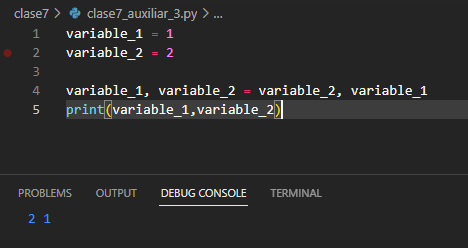 clase7 > clase7_auxiliar_3.py > ...
1 variable_1 = 1
2 variable_2 = 2
3
4 variable_1, variable_2 = variable_2, variable_1
5 print(variable_1,variable_2)
PROBLEMS OUTPUT DEBUG CONSOLE TERMINAL
2 1